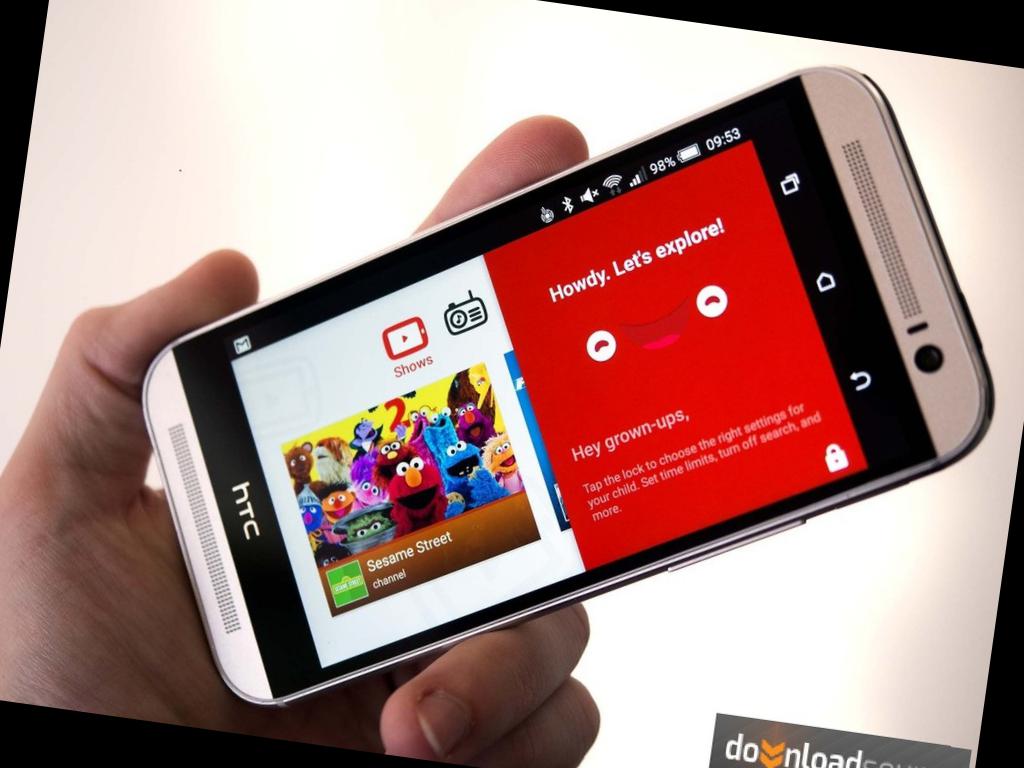 98% 09:53
Howdy. Let's explore!
Shows
Hey grown-ups,
Tap the lock to choose the right settings for
your child. Set time limits, turn off search, and
more.
Sesame Street
channel
SESAME STREET
2
hTC